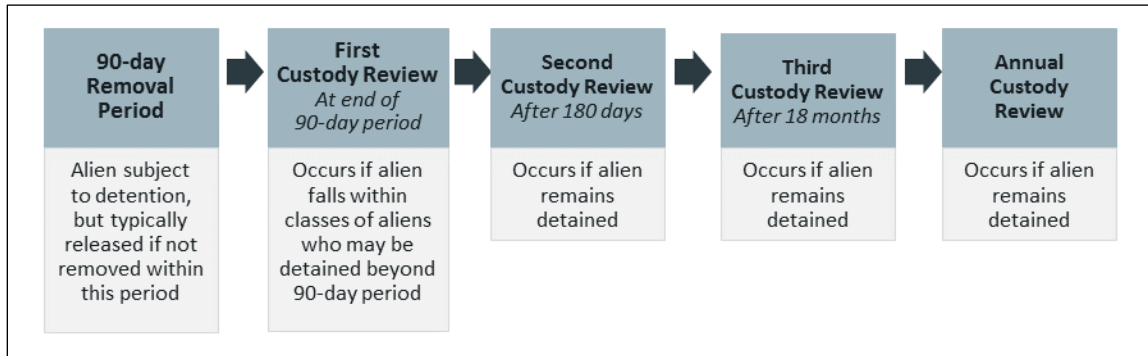 90-day
Removal
Period
Alien subject
to detention,
but typically
released if not
removed within
this period
First
Custody Review
At end of
90-day period
Occurs if alien
falls within
classes of aliens
who may be
detained beyond
90-day period
Second
Custody Review
After 180 days
Occurs if alien
remains
detained
Third
Custody Review
After 18 months
Occurs if alien
remains
detained
Annual
Custody
Review
Occurs if alien
remains
detained